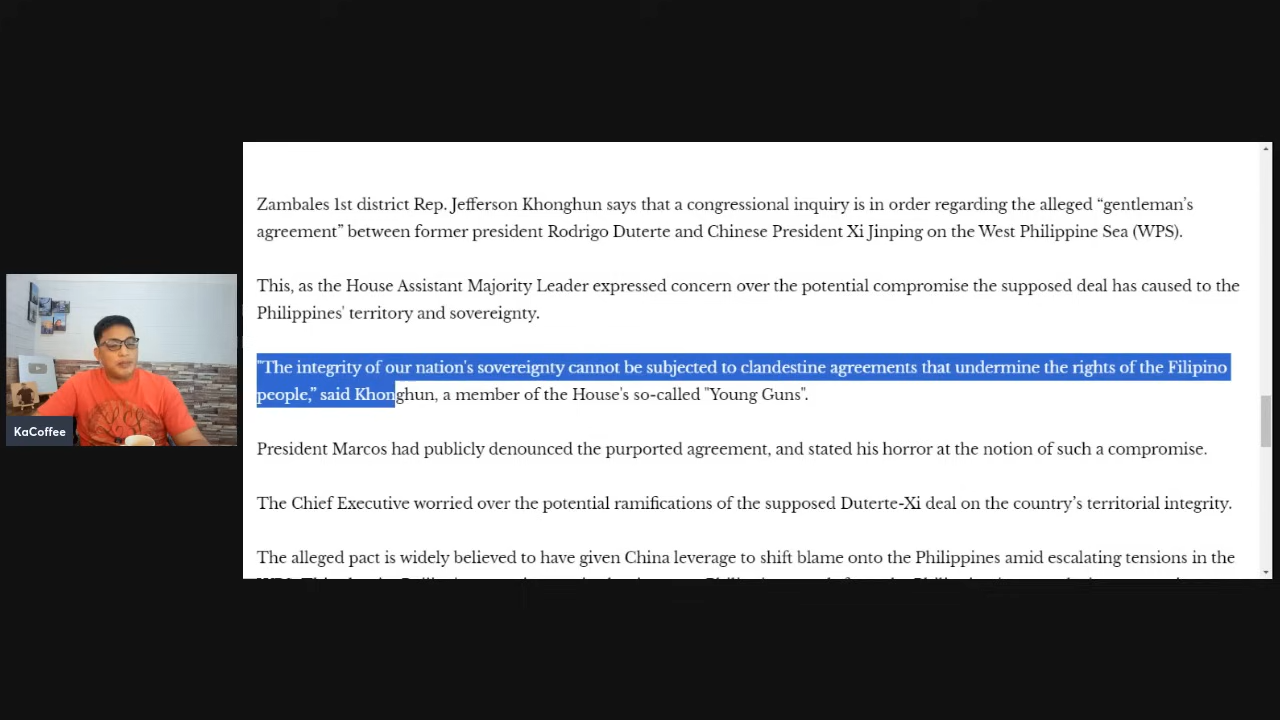 Zambales 1st district Rep. Jefferson Khonghun says that a congressional inquiry is in order regarding the alleged “gentleman’s
agreement” between former president Rodrigo Duterte and Chinese President Xi Jinping on the West Philippine Sea (WPS).
This, as the House Assistant Majority Leader expressed concern over the potential compromise the supposed deal has caused to the
Philippines' territory and sovereignty.
"The integrity of our nation's sovereignty cannot be subjected to clandestine agreements that undermine the rights of the Filipino
people,” said Khonghun, a member of the House's so-called "Young Guns".
President Marcos had publicly denounced the purported agreement, and stated his horror at the notion of such a compromise.
The Chief Executive worried over the potential ramifications of the supposed Duterte-Xi deal on the country’s territorial integrity.
The alleged pact is widely believed to have given China leverage to shift blame onto the Philippines amid escalating tensions in the
KaCoffee